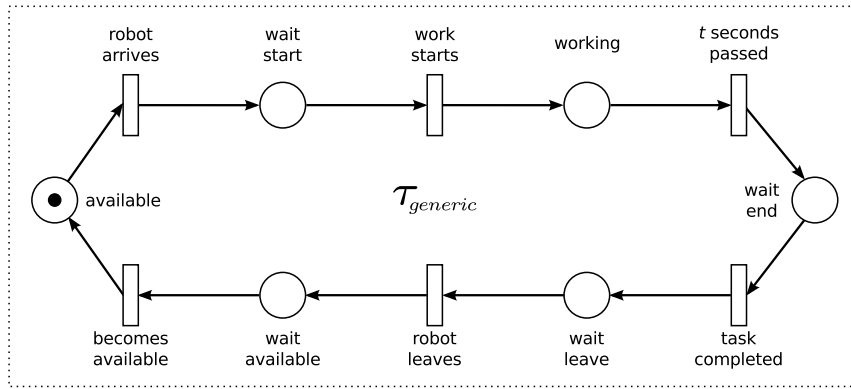 robot
arrives
wait
start
work
starts
working
t seconds
passed
available
τgeneric
wait
end
becomes
available
wait
available
robot
leaves
wait
leave
task
completed